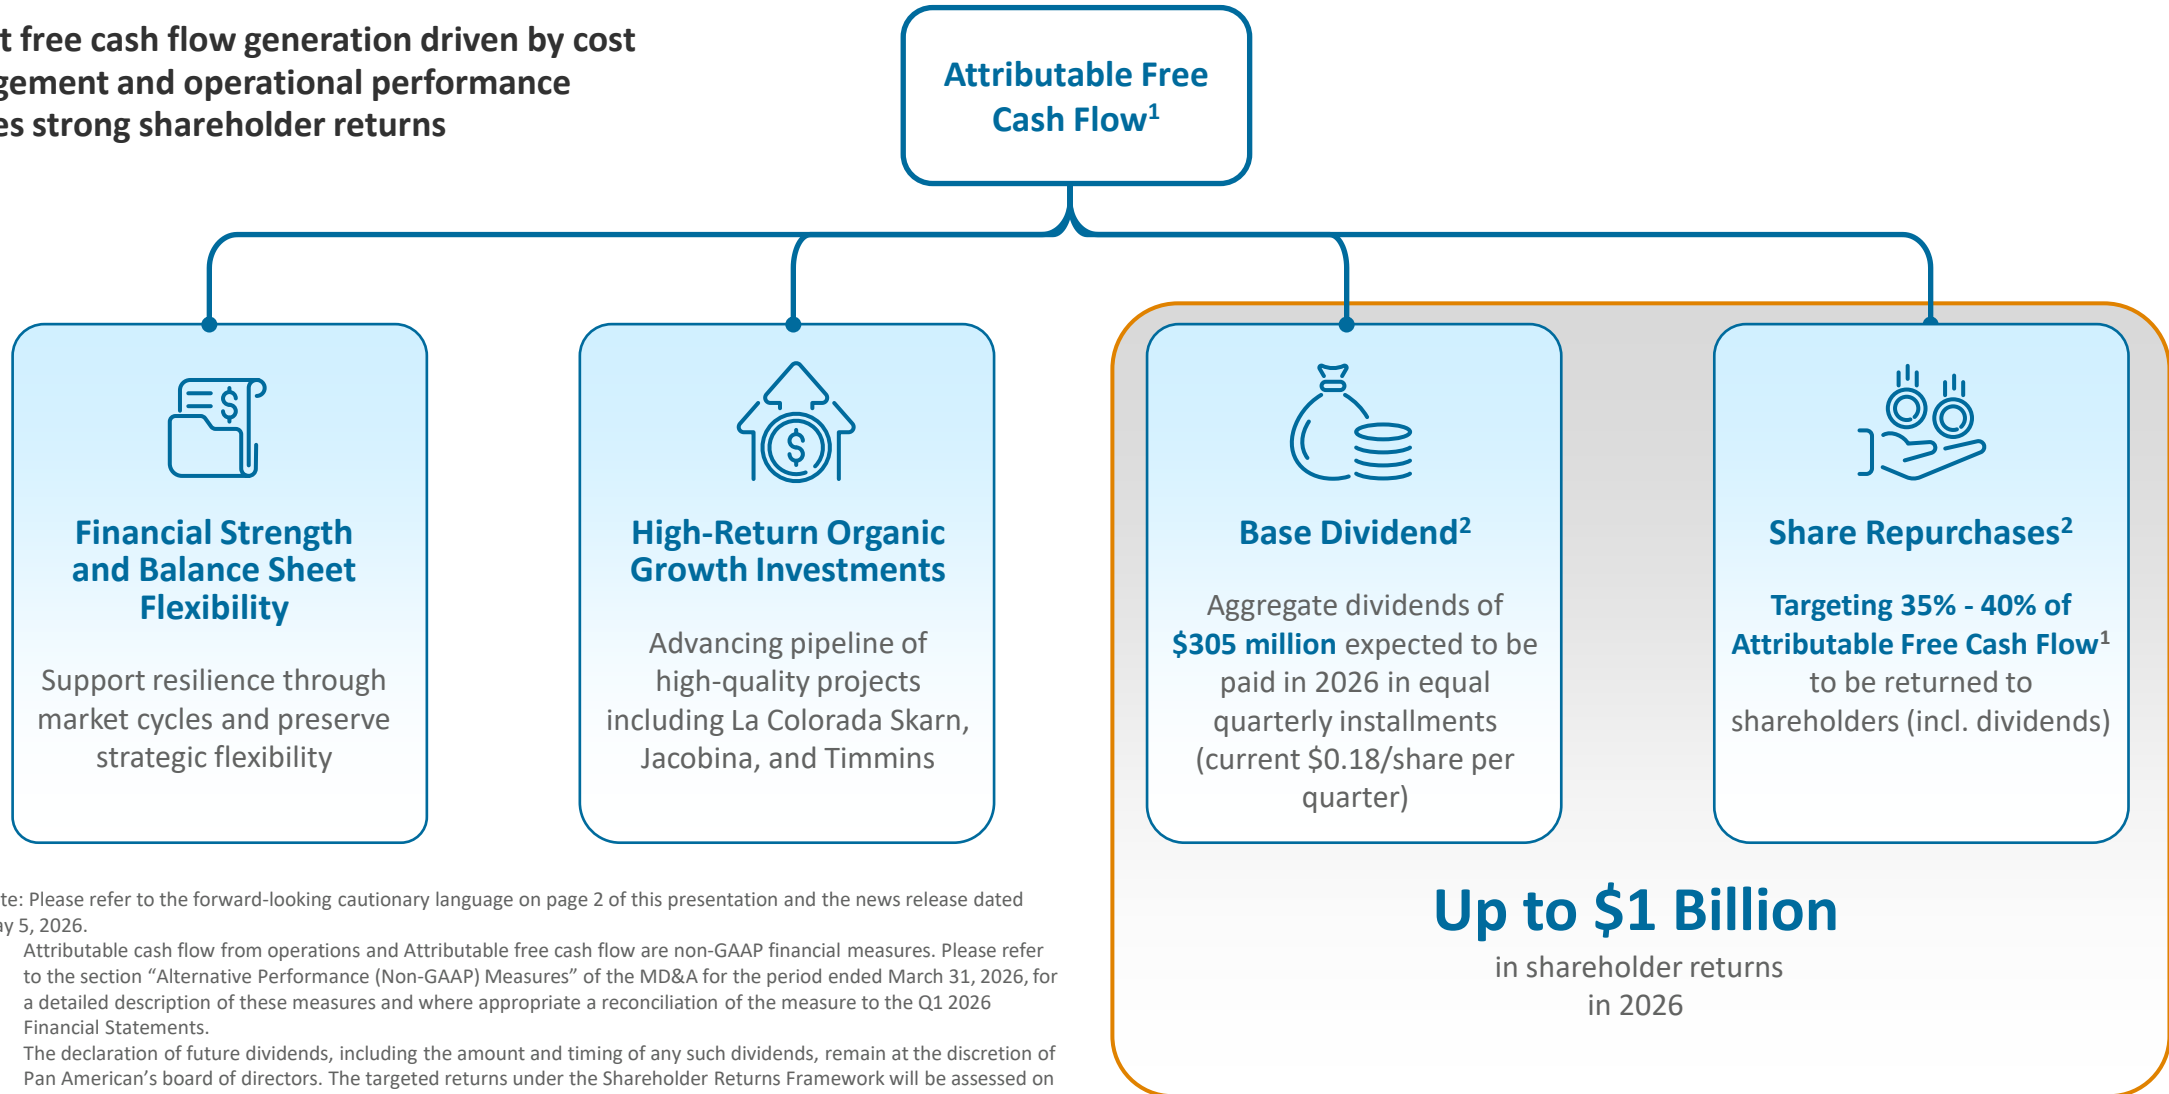 t free cash flow generation driven by cost
gement and operational performance
es strong shareholder returns
Attributable Free
Cash Flow¹
$
Financial Strength
and Balance Sheet
Flexibility
Support resilience through
market cycles and preserve
strategic flexibility
$
High-Return Organic
Growth Investments
Advancing pipeline of
high-quality projects
including La Colorada Skarn,
Jacobina, and Timmins
Base Dividend²
Aggregate dividends of
$305 million expected to be
paid in 2026 in equal
quarterly installments
(current $0.18/share per
quarter)
Share Repurchases²
Targeting 35% - 40% of
Attributable Free Cash Flow¹
to be returned to
shareholders (incl. dividends)
Up to $1 Billion
in shareholder returns
in 2026
te: Please refer to the forward-looking cautionary language on page 2 of this presentation and the news release dated
ay 5, 2026.
Attributable cash flow from operations and Attributable free cash flow are non-GAAP financial measures. Please refer
to the section “Alternative Performance (Non-GAAP) Measures” of the MD&A for the period ended March 31, 2026, for
a detailed description of these measures and where appropriate a reconciliation of the measure to the Q1 2026
Financial Statements.
The declaration of future dividends, including the amount and timing of any such dividends, remain at the discretion of
Pan American’s board of directors. The targeted returns under the Shareholder Returns Framework will be assessed on